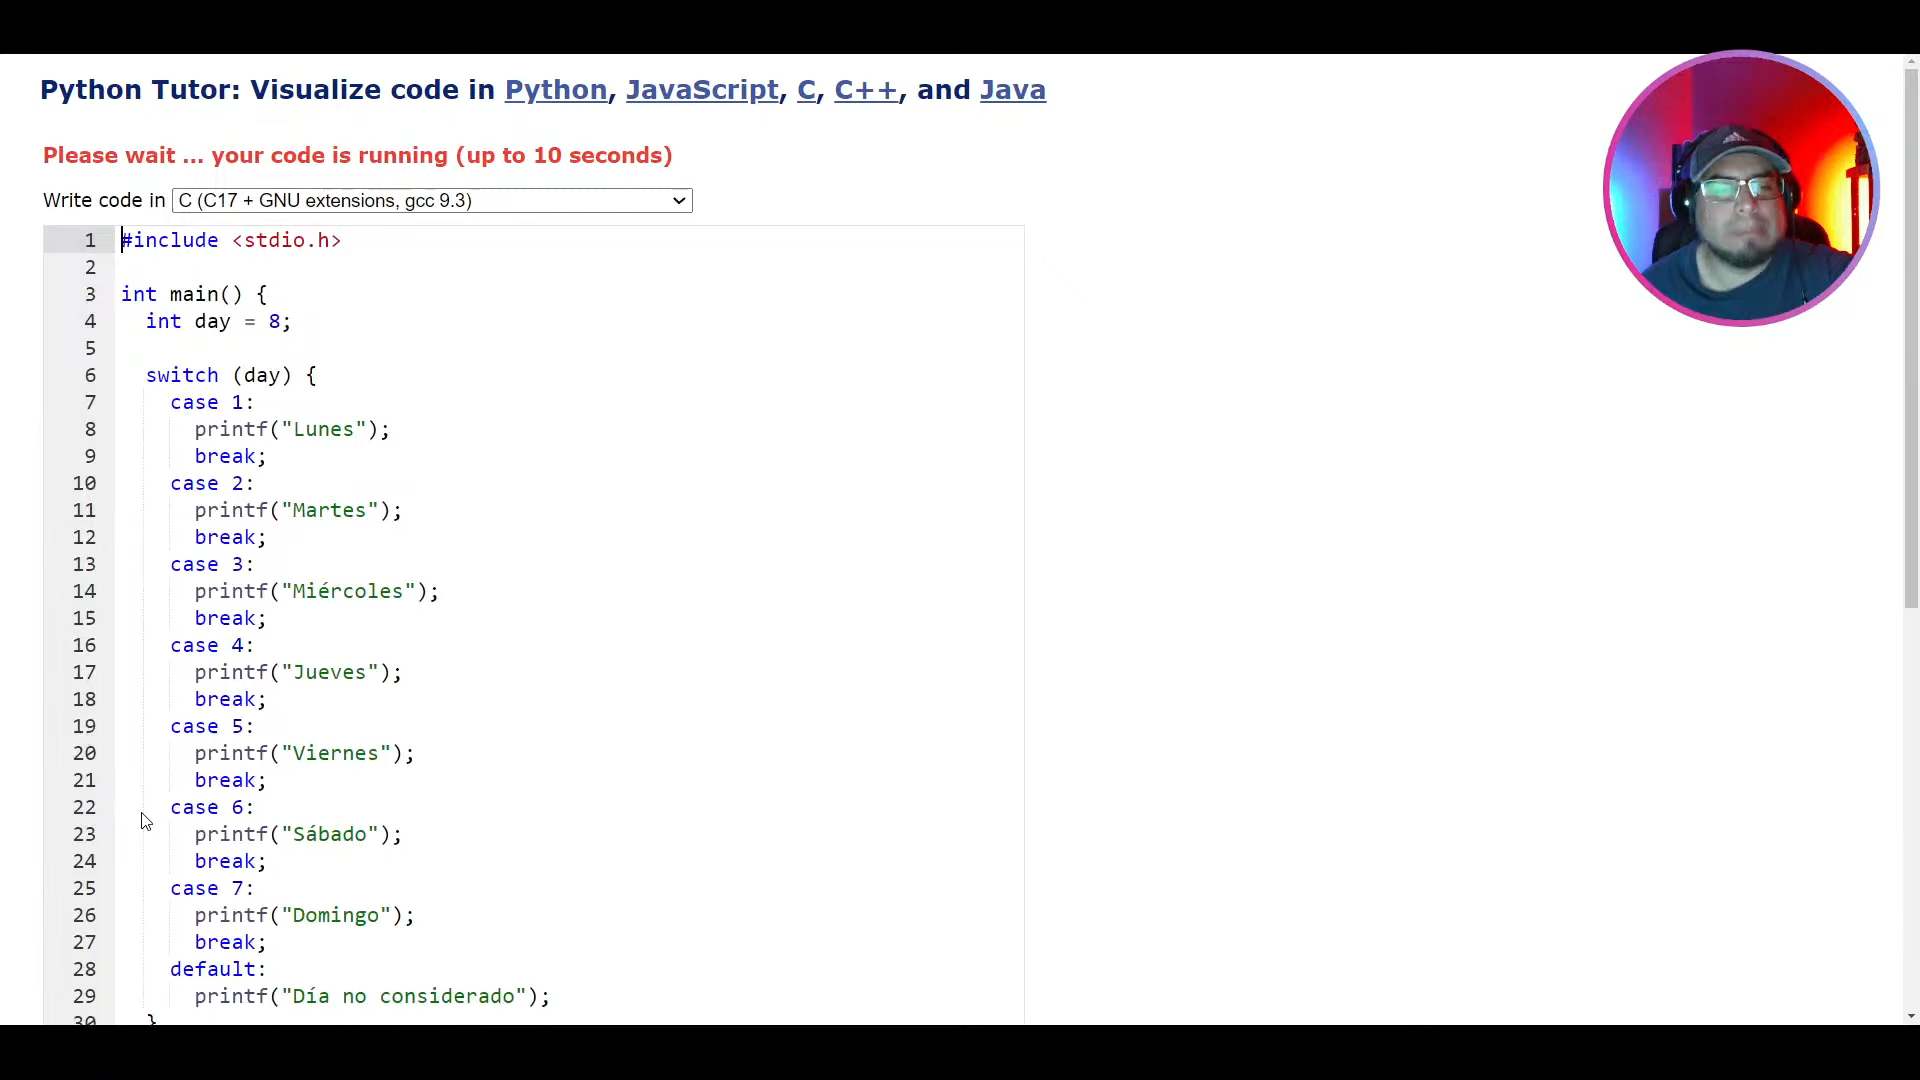 Python Tutor: Visualize code in Python, JavaScript, C, C++, and Java
Please wait ... your code is running (up to 10 seconds)
Write code in C (C17 + GNU extensions, gcc 9.3)
1 #include <stdio.h>
2
3 int main() {
4 int day = 8;
5
6 switch (day) {
7 case 1:
8 printf("Lunes");
9 break;
10 case 2:
11 printf("Martes");
12 break;
13 case 3:
14 printf("Miércoles");
15 break;
16 case 4:
17 printf("Jueves");
18 break;
19 case 5:
20 printf("Viernes");
21 break;
22 case 6:
23 printf("Sábado");
24 break;
25 case 7:
26 printf("Domingo");
27 break;
28 default:
29 printf("Día no considerado");
30 }